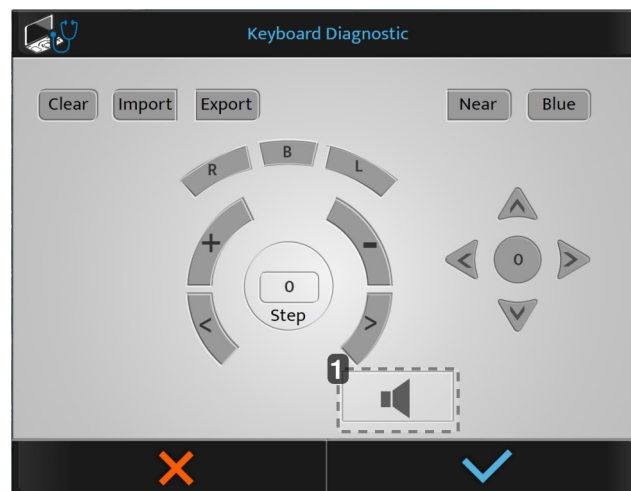 Keyboard Diagnostic
Clear Import Export Near Blue
R B L
+ -
< 0 >
0
Step
< >
1